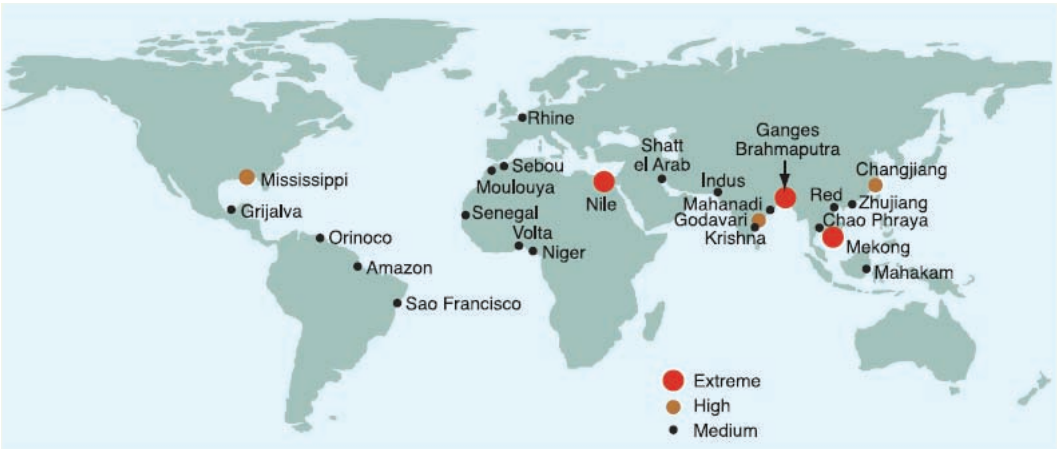 Rhine
Ganges
Brahmaputra
Shatt
el Arab
Sebou
Moulouya
Nile
Indus
Changjiang
Mississippi
Red
Zhujiang
Mahanadi
Grijalva
Senegal
Godavari
Chao Phraya
Volta
Krishna
Orinoco
Niger
Mekong
Amazon
Mahakam
Sao Francisco
Extreme
High
Medium